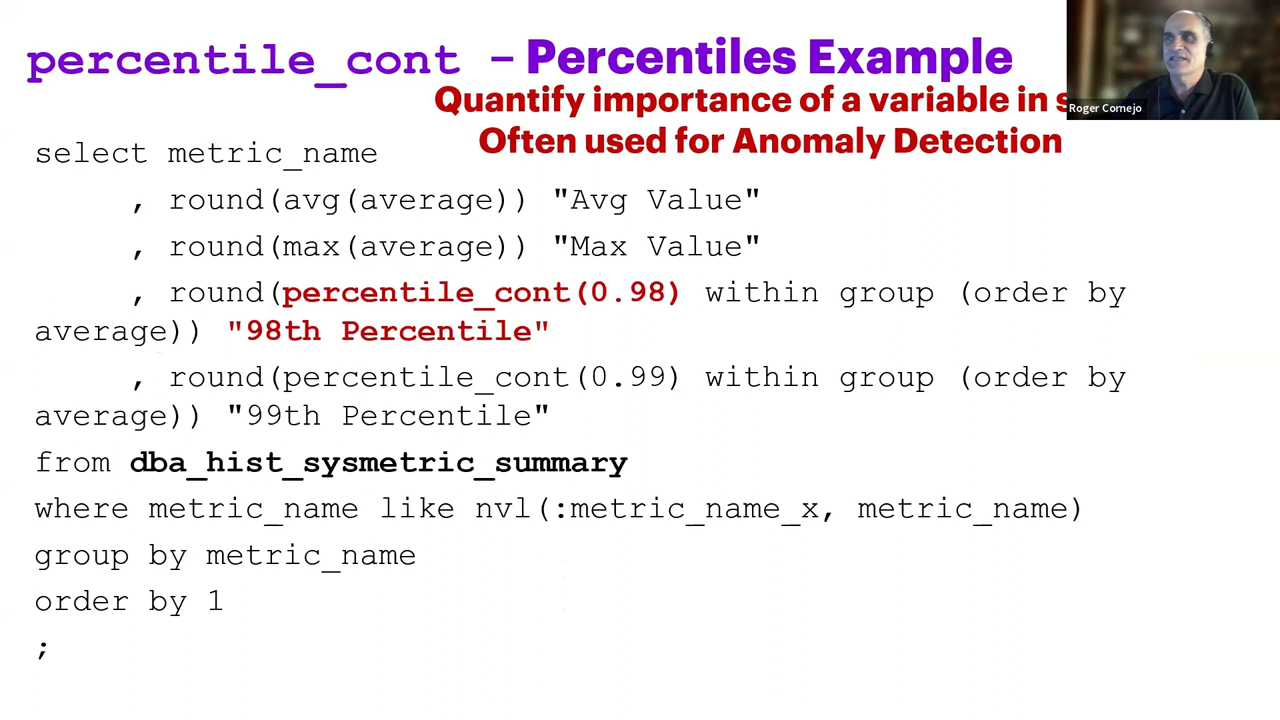 percentile_cont – Percentiles Example
Quantify importance of a variable in
Often used for Anomaly Detection
Roger Cornejo
select metric_name
, round(avg(average)) "Avg Value"
, round(max(average)) "Max Value"
, round(percentile_cont(0.98) within group (order by
average)) "98th Percentile"
, round(percentile_cont(0.99) within group (order by
average)) "99th Percentile"
from dba_hist_sysmetric_summary
where metric_name like nvl(:metric_name_x, metric_name)
group by metric_name
order by 1
;